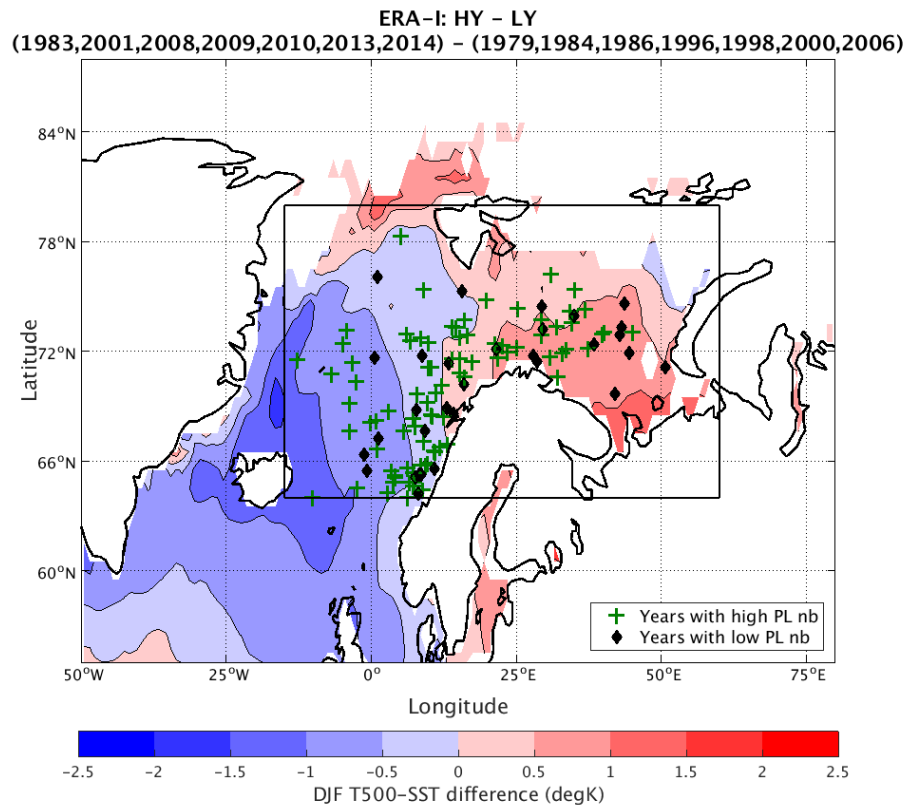 ERA-I: HY – LY
(1983,2001,2008,2009,2010,2013,2014) – (1979,1984,1986,1996,1998,2000,2006)
84°N
78°N
72°N
66°N
60°N
Latitude
50°W
25°W
0°
25°E
50°E
75°E
Longitude
Years with high PL nb
Years with low PL nb
−2.5
−2
−1.5
−1
−0.5
0
0.5
1
1.5
2
2.5
DJF T500-SST difference (degK)